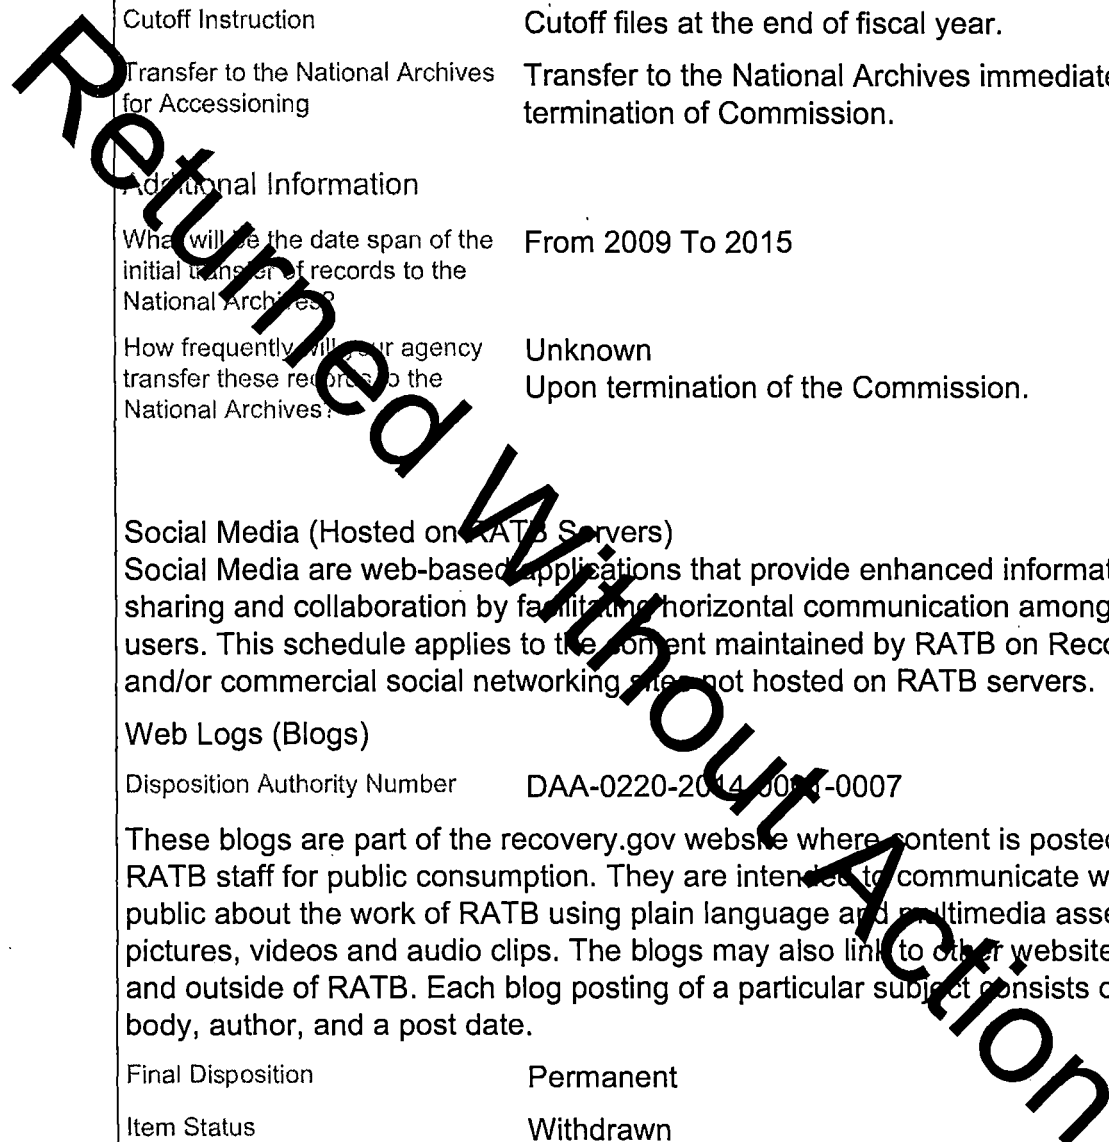 Cutoff Instruction Cutoff files at the end of fiscal year.
Transfer to the National Archives Transfer to the National Archives immediate
for Accessioning termination of Commission.
Additional Information
What will be the date span of the From 2009 To 2015
initial transfer of records to the
National Archives?
How frequently will your agency Unknown
transfer these records to the Upon termination of the Commission.
National Archives?
Social Media (Hosted on RATB Servers)
Social Media are web-based applications that provide enhanced informat
sharing and collaboration by facilitating horizontal communication among
users. This schedule applies to the content maintained by RATB on Reco
and/or commercial social networking sites not hosted on RATB servers.
Web Logs (Blogs)
Disposition Authority Number DAA-0220-2014-0001-0007
These blogs are part of the recovery.gov website where content is posted
RATB staff for public consumption. They are intended to communicate w
public about the work of RATB using plain language and multimedia asse
pictures, videos and audio clips. The blogs may also link to other website
and outside of RATB. Each blog posting of a particular subject consists o
body, author, and a post date.
Final Disposition Permanent
Item Status Withdrawn
Returned Without Action